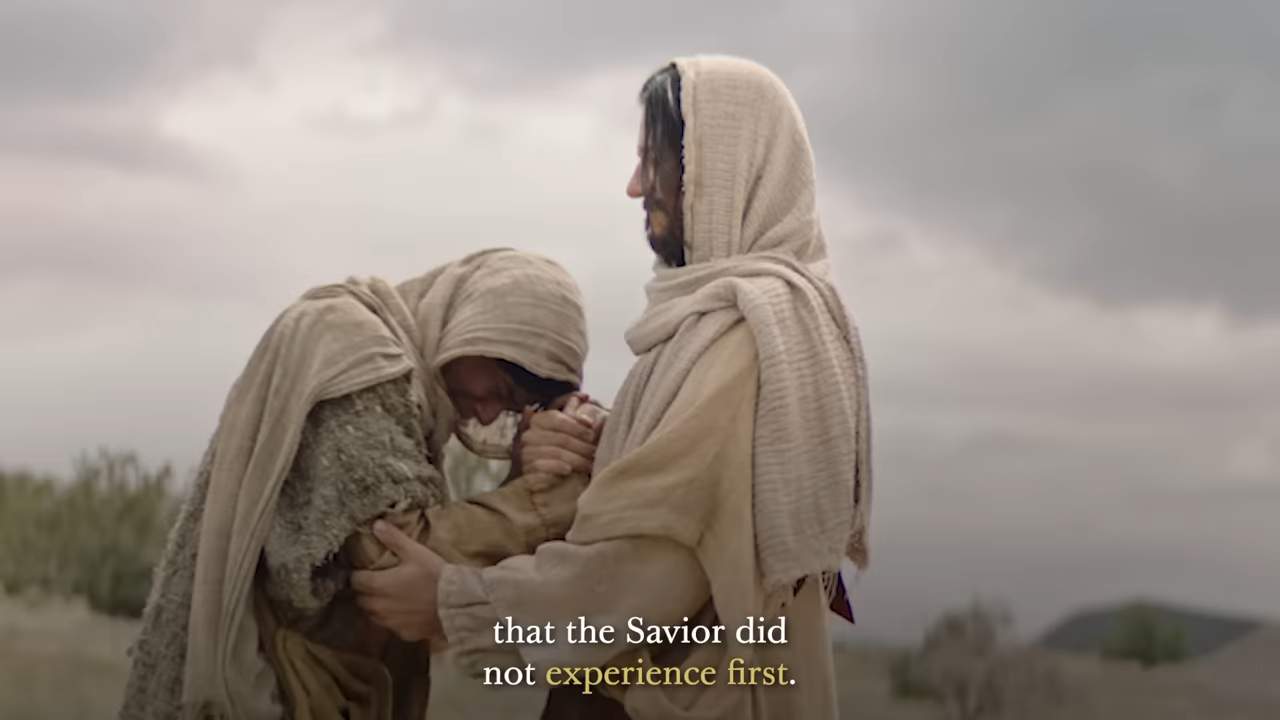 that the Savior did
not experience first.